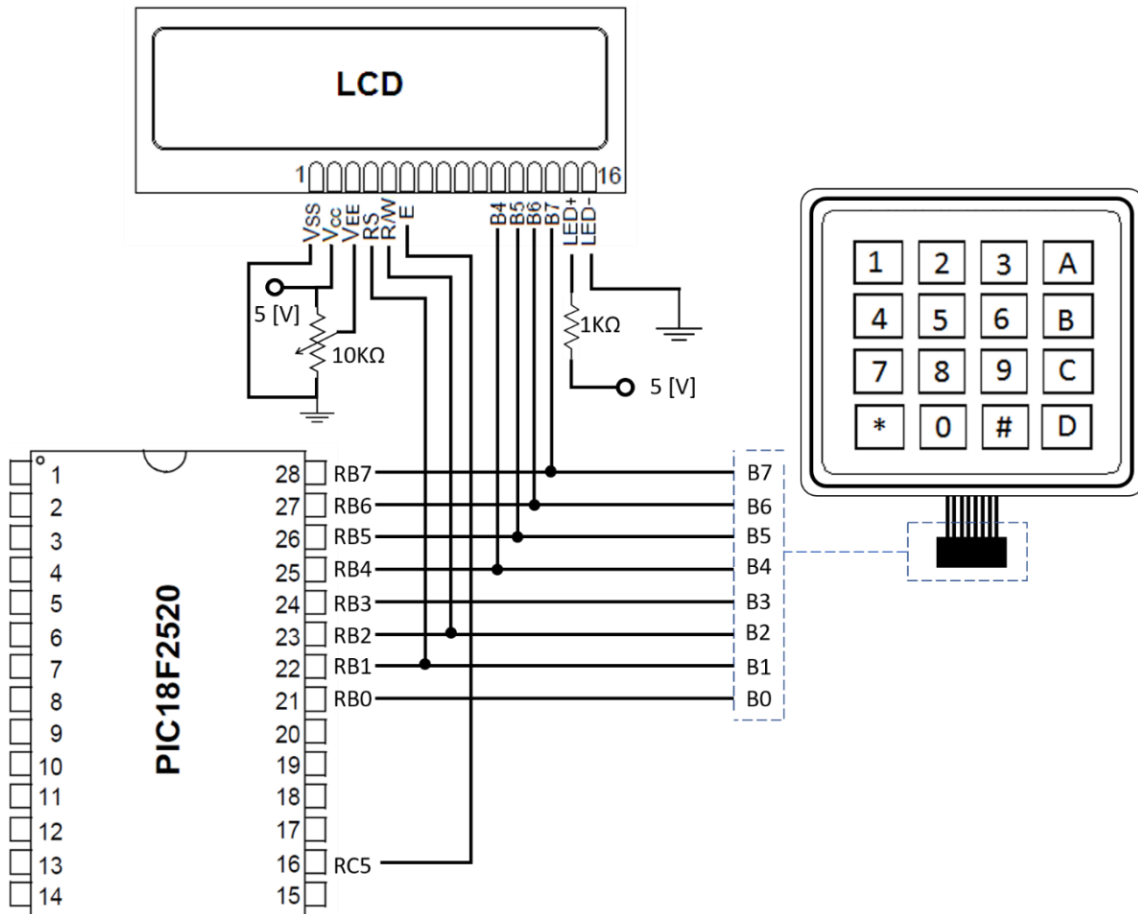 LCD
1 16
VSS
VCC
VEE
RS
R/W
E
B4
B5
B6
B7
LED+
LED-
5 [V]
10KΩ
1KΩ
5 [V]
1 2 3 A
4 5 6 B
7 8 9 C
* 0 # D
PIC18F2520
1 28 RB7 B7
2 27 RB6 B6
3 26 RB5 B5
4 25 RB4 B4
5 24 RB3 B3
6 23 RB2 B2
7 22 RB1 B1
8 21 RB0 B0
9 20
10 19
11 18
12 17
13 16 RC5
14 15